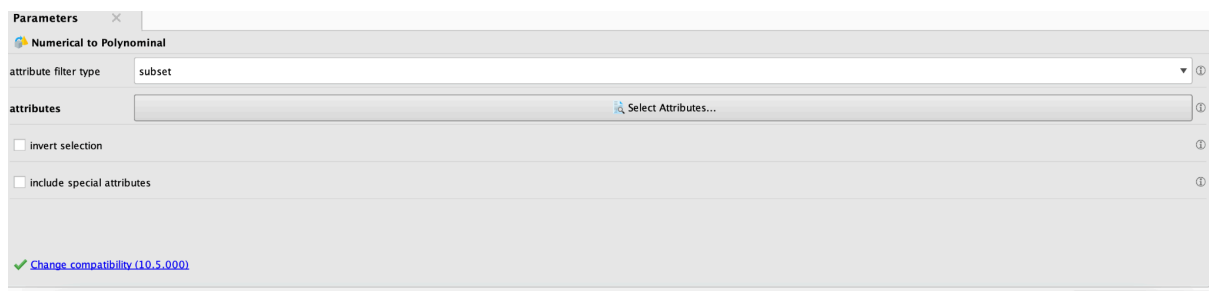 Parameters
Numerical to Polynominal
attribute filter type subset
attributes Select Attributes...
invert selection
include special attributes
Change compatibility (10.5.000)